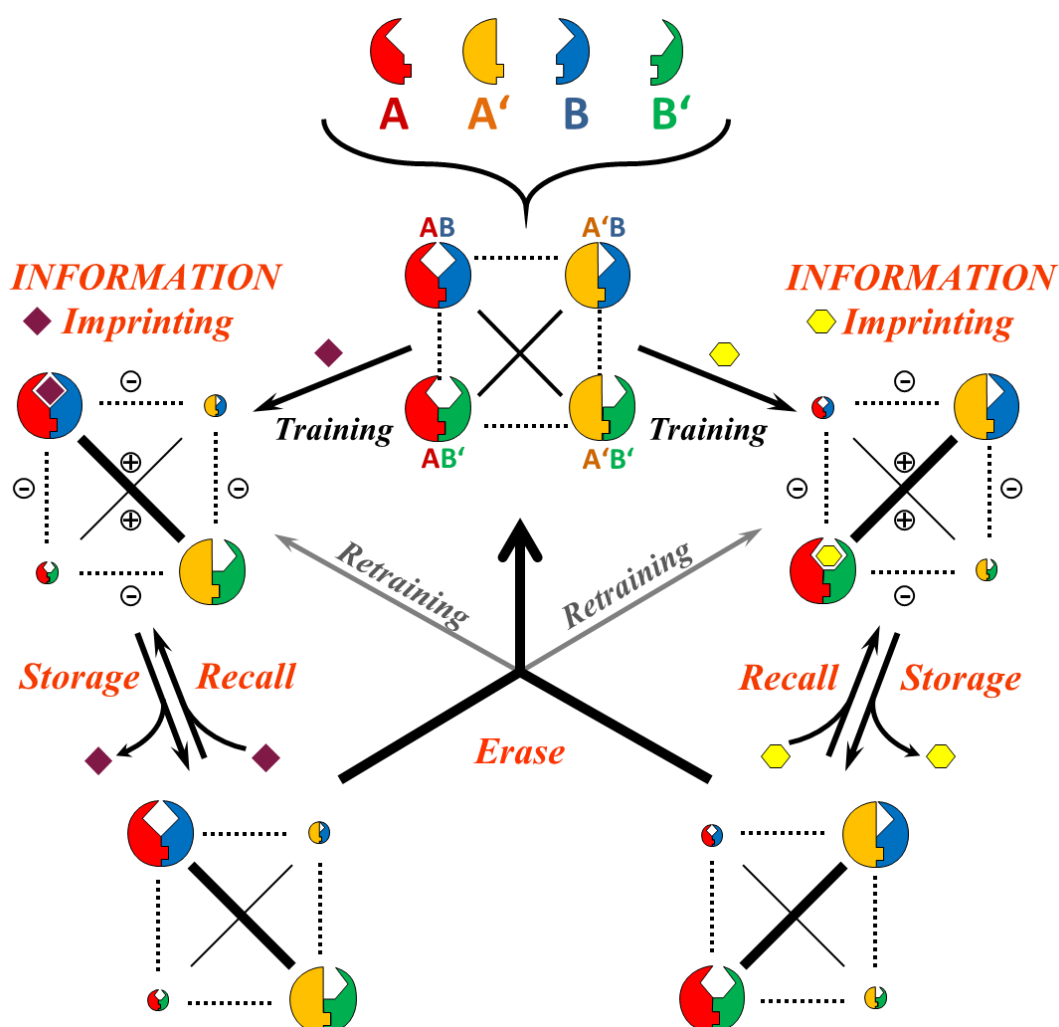 A A‘ B B‘
AB A‘B
INFORMATION
Imprinting
INFORMATION
Imprinting
Training
Training
AB‘ A‘B‘
⊖
⊖
⊖
⊕
⊕
⊖
⊖
⊖
⊕
⊕
⊖
⊖
Retraining
Retraining
Storage Recall
Recall Storage
Erase